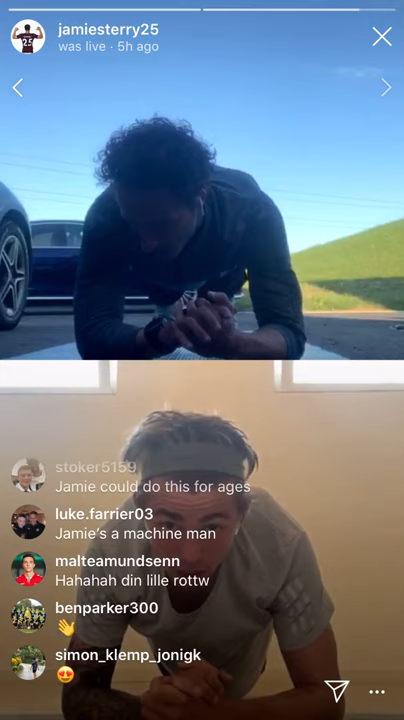 jamiesterry25
was live · 5h ago
25
stoker5159
Jamie could do this for ages
luke.farrier03
Jamie's a machine man
malteamundsenn
Hahahah din lille rottw
benparker300
👋
simon_klemp_jonigk
😍